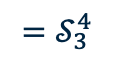 = 𝒮₃⁴